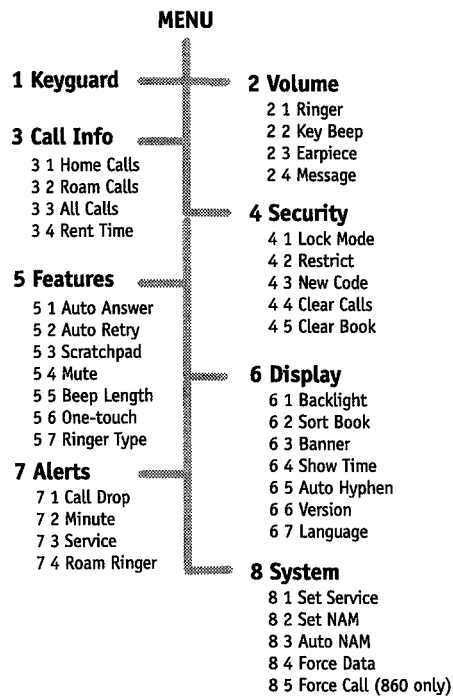 MENU
1 Keyguard
2 Volume
2 1 Ringer
2 2 Key Beep
2 3 Earpiece
2 4 Message
3 Call Info
3 1 Home Calls
3 2 Roam Calls
3 3 All Calls
3 4 Rent Time
4 Security
4 1 Lock Mode
4 2 Restrict
4 3 New Code
4 4 Clear Calls
4 5 Clear Book
5 Features
5 1 Auto Answer
5 2 Auto Retry
5 3 Scratchpad
5 4 Mute
5 5 Beep Length
5 6 One-touch
5 7 Ringer Type
6 Display
6 1 Backlight
6 2 Sort Book
6 3 Banner
6 4 Show Time
6 5 Auto Hyphen
6 6 Version
6 7 Language
7 Alerts
7 1 Call Drop
7 2 Minute
7 3 Service
7 4 Roam Ringer
8 System
8 1 Set Service
8 2 Set NAM
8 3 Auto NAM
8 4 Force Data
8 5 Force Call (860 only)